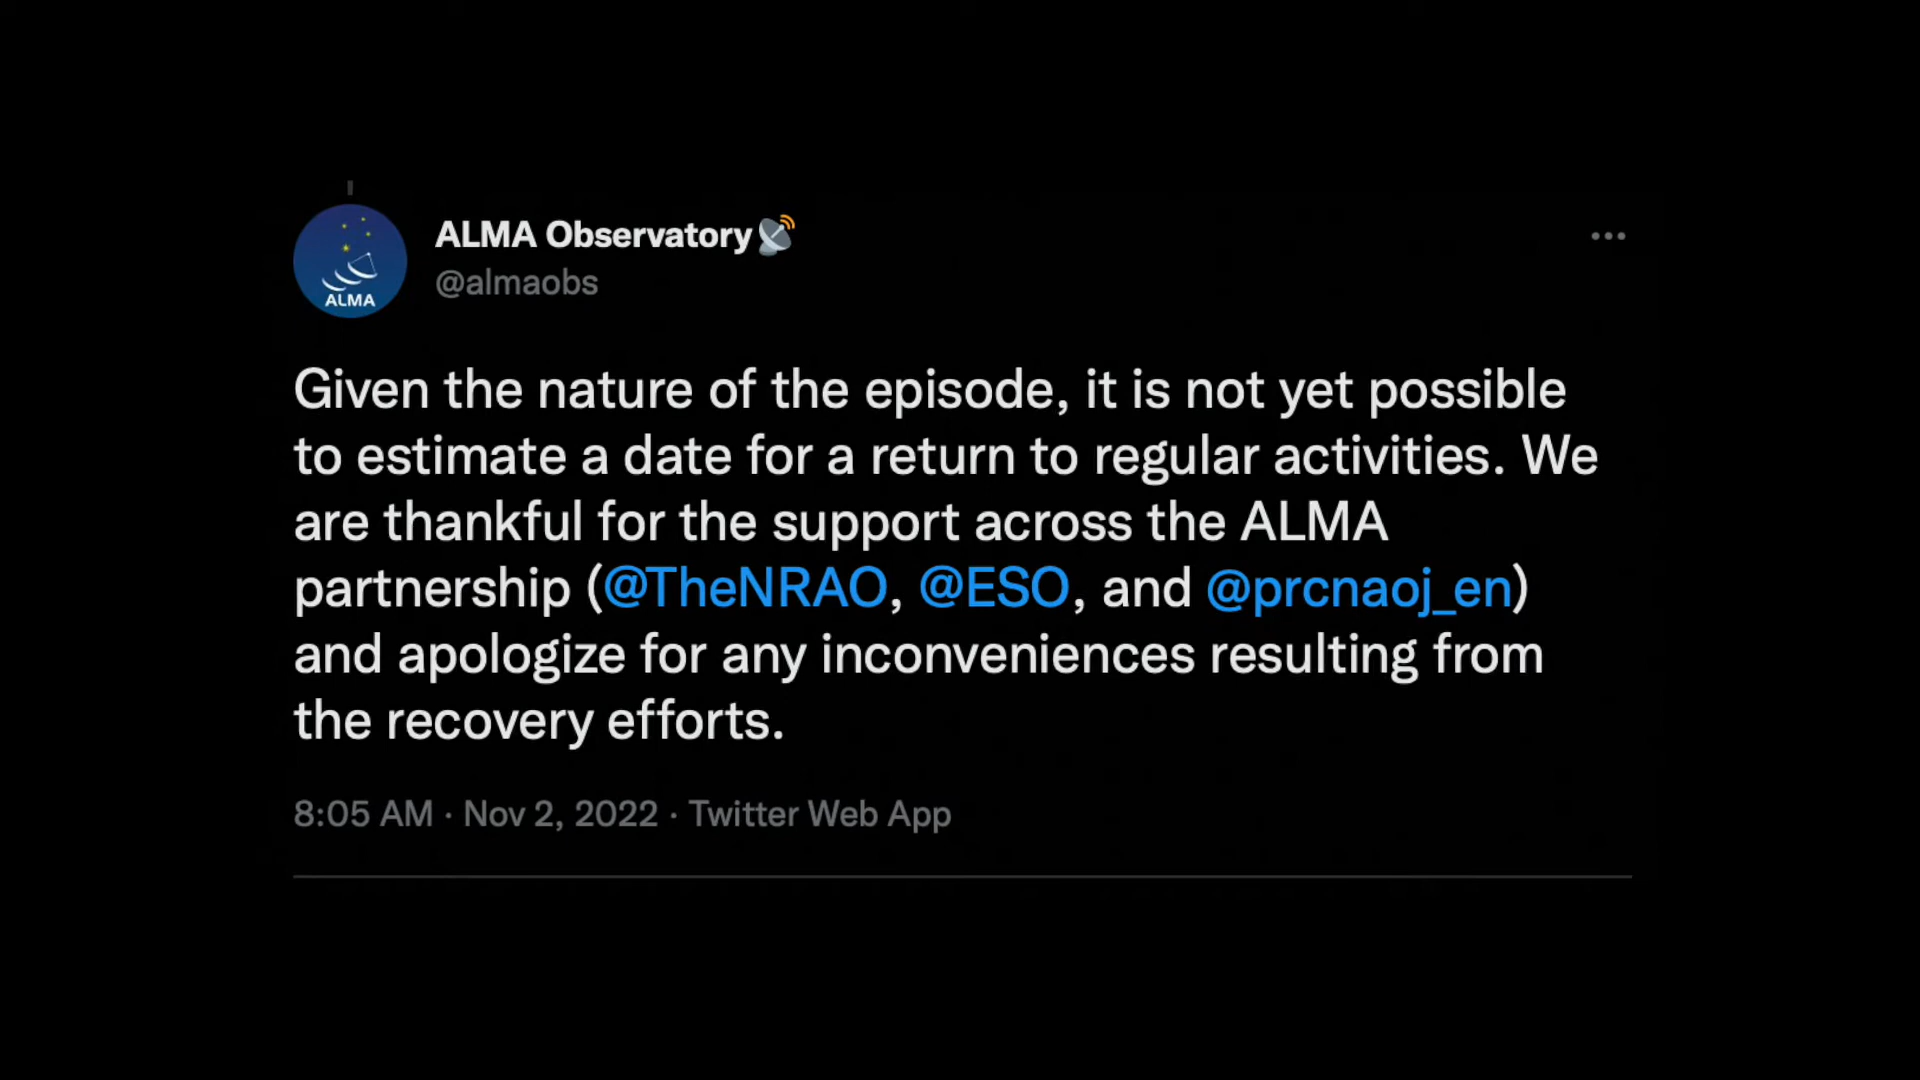 ALMA Observatory📡
@almaobs
ALMA
Given the nature of the episode, it is not yet possible
to estimate a date for a return to regular activities. We
are thankful for the support across the ALMA
partnership (@TheNRAO, @ESO, and @prcnaoj_en)
and apologize for any inconveniences resulting from
the recovery efforts.
8:05 AM · Nov 2, 2022 · Twitter Web App